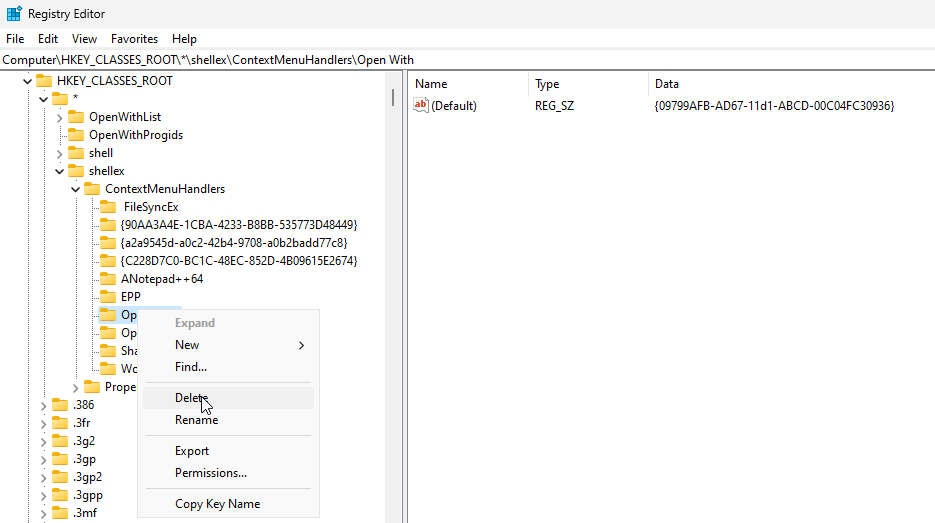 Registry Editor
File Edit View Favorites Help
Computer\HKEY_CLASSES_ROOT\*\shellex\ContextMenuHandlers\Open With
HKEY_CLASSES_ROOT
*
OpenWithList
OpenWithProgids
shell
shellex
ContextMenuHandlers
FileSyncEx
{90AA3A4E-1CBA-4233-B8BB-535773D48449}
{a2a9545d-a0c2-42b4-9708-a0b2badd77c8}
{C228D7C0-BC1C-48EC-852D-4B09615E2674}
ANotepad++64
EPP
Op
Op
Sha
Wo
Prope
.386
.3fr
.3g2
.3gp
.3gp2
.3gpp
.3mf
Expand
New
Find...
Delete
Rename
Export
Permissions...
Copy Key Name
Name Type Data
ab (Default) REG_SZ {09799AFB-AD67-11d1-ABCD-00C04FC30936}